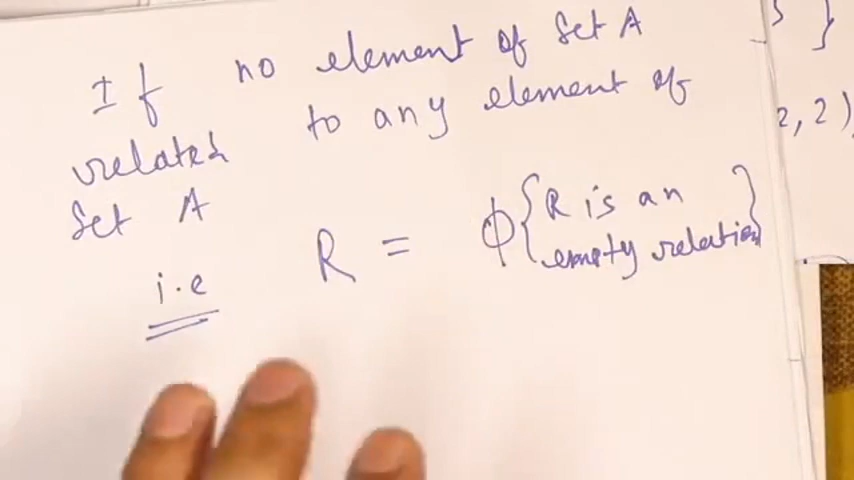 If no element of Set A
related to any element of
Set A
i.e R = φ {R is an
empty relation}
} 
2,2)